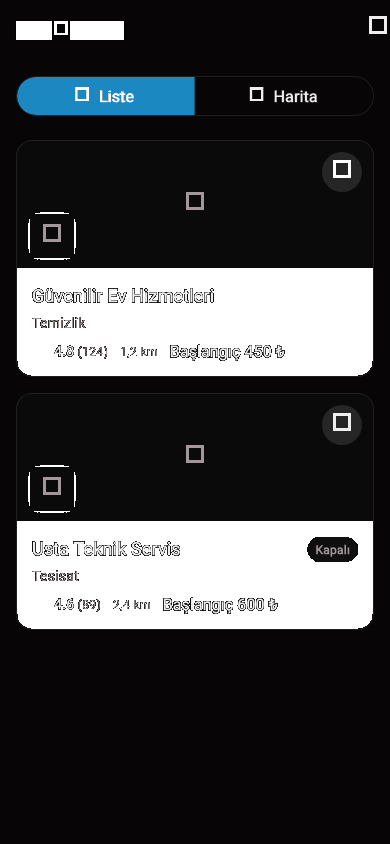 Liste
Harita
Güvenilir Ev Hizmetleri
Temizlik
4.8 (124) 1,2 km Başlangıç 450 ₺
Usta Teknik Servis
Kapalı
Tesisat
4.6 (89) 2,4 km Başlangıç 600 ₺